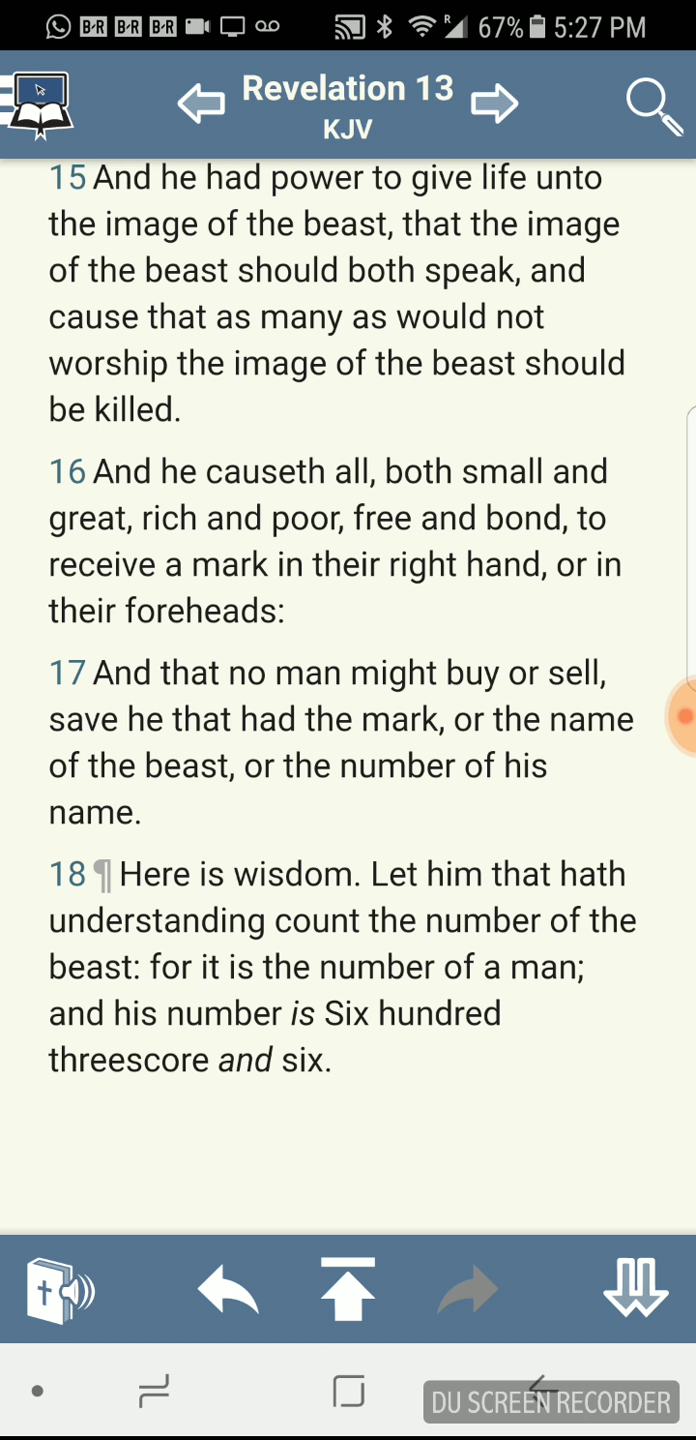 B-R B-R B-R R 67% 5:27 PM
Revelation 13
KJV
15 And he had power to give life unto
the image of the beast, that the image
of the beast should both speak, and
cause that as many as would not
worship the image of the beast should
be killed.
16 And he causeth all, both small and
great, rich and poor, free and bond, to
receive a mark in their right hand, or in
their foreheads:
17 And that no man might buy or sell,
save he that had the mark, or the name
of the beast, or the number of his
name.
18 ¶ Here is wisdom. Let him that hath
understanding count the number of the
beast: for it is the number of a man;
and his number is Six hundred
threescore and six.
DU SCREEN RECORDER